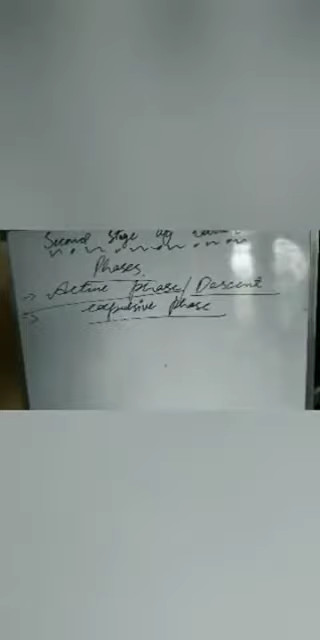 Second stage of
Phases
→ Active phase/Descent
→ expulsive phase